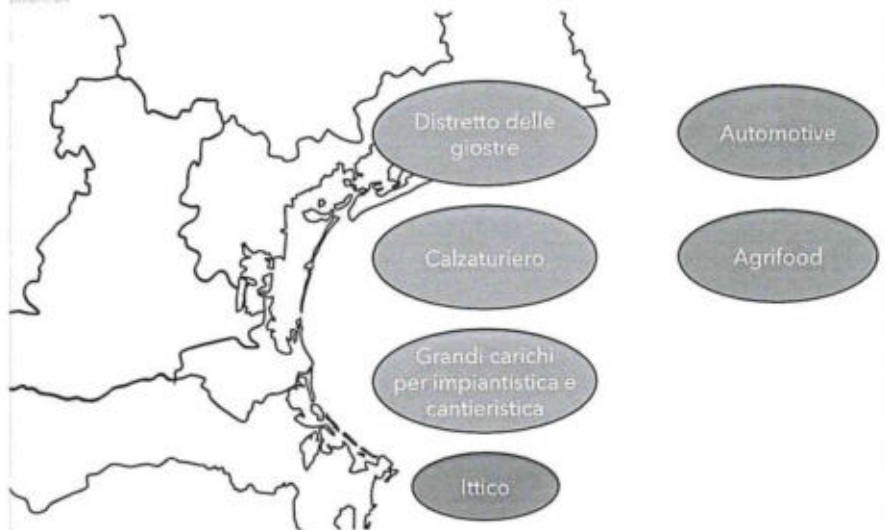 Distretto delle
giostre
Automotive
Calzaturiero
Agrifood
Grandi carichi
per impiantistica e
cantieristica
Ittico